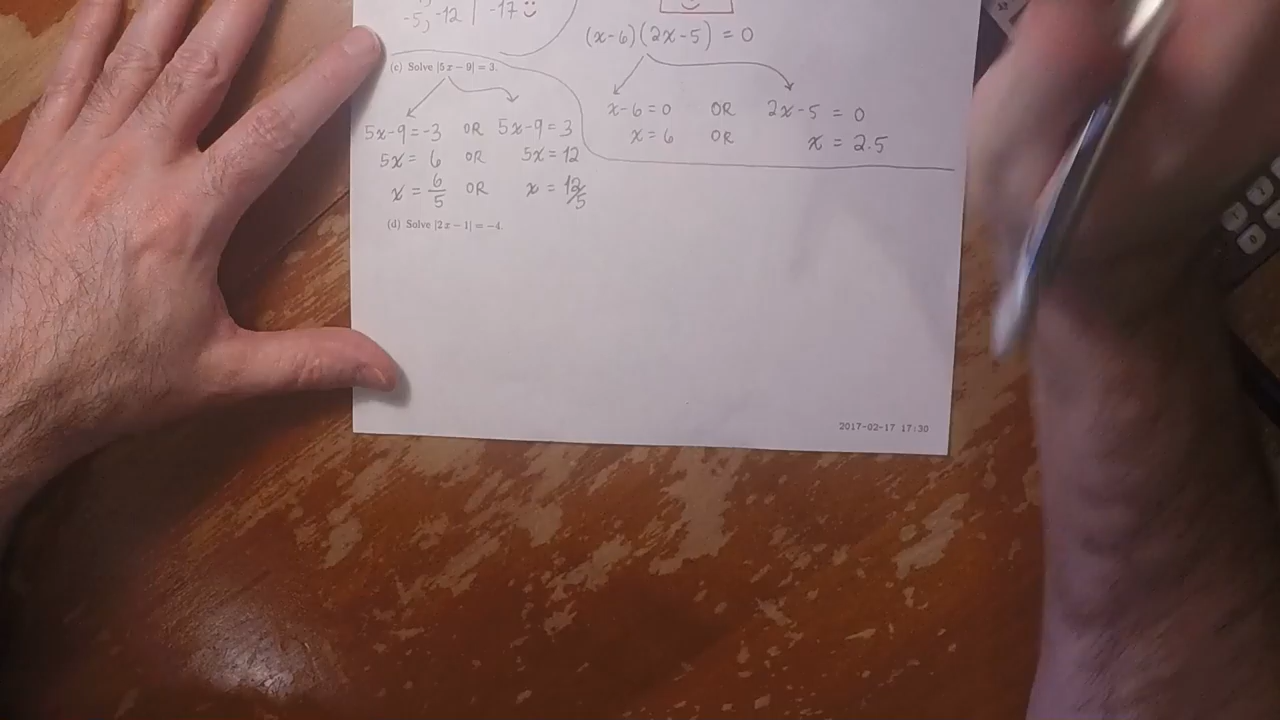 -5, -12 | -17
(x-6)(2x-5) = 0
(c) Solve |5x − 9| = 3.
x-6=0 OR 2x-5 = 0
x=6 OR x = 2.5
5x-9=-3 OR 5x-9=3
5x= 6 OR 5x=12
x = 6/5 OR x = 12/5
(d) Solve |2x − 1| = −4.
2017-02-17 17:30